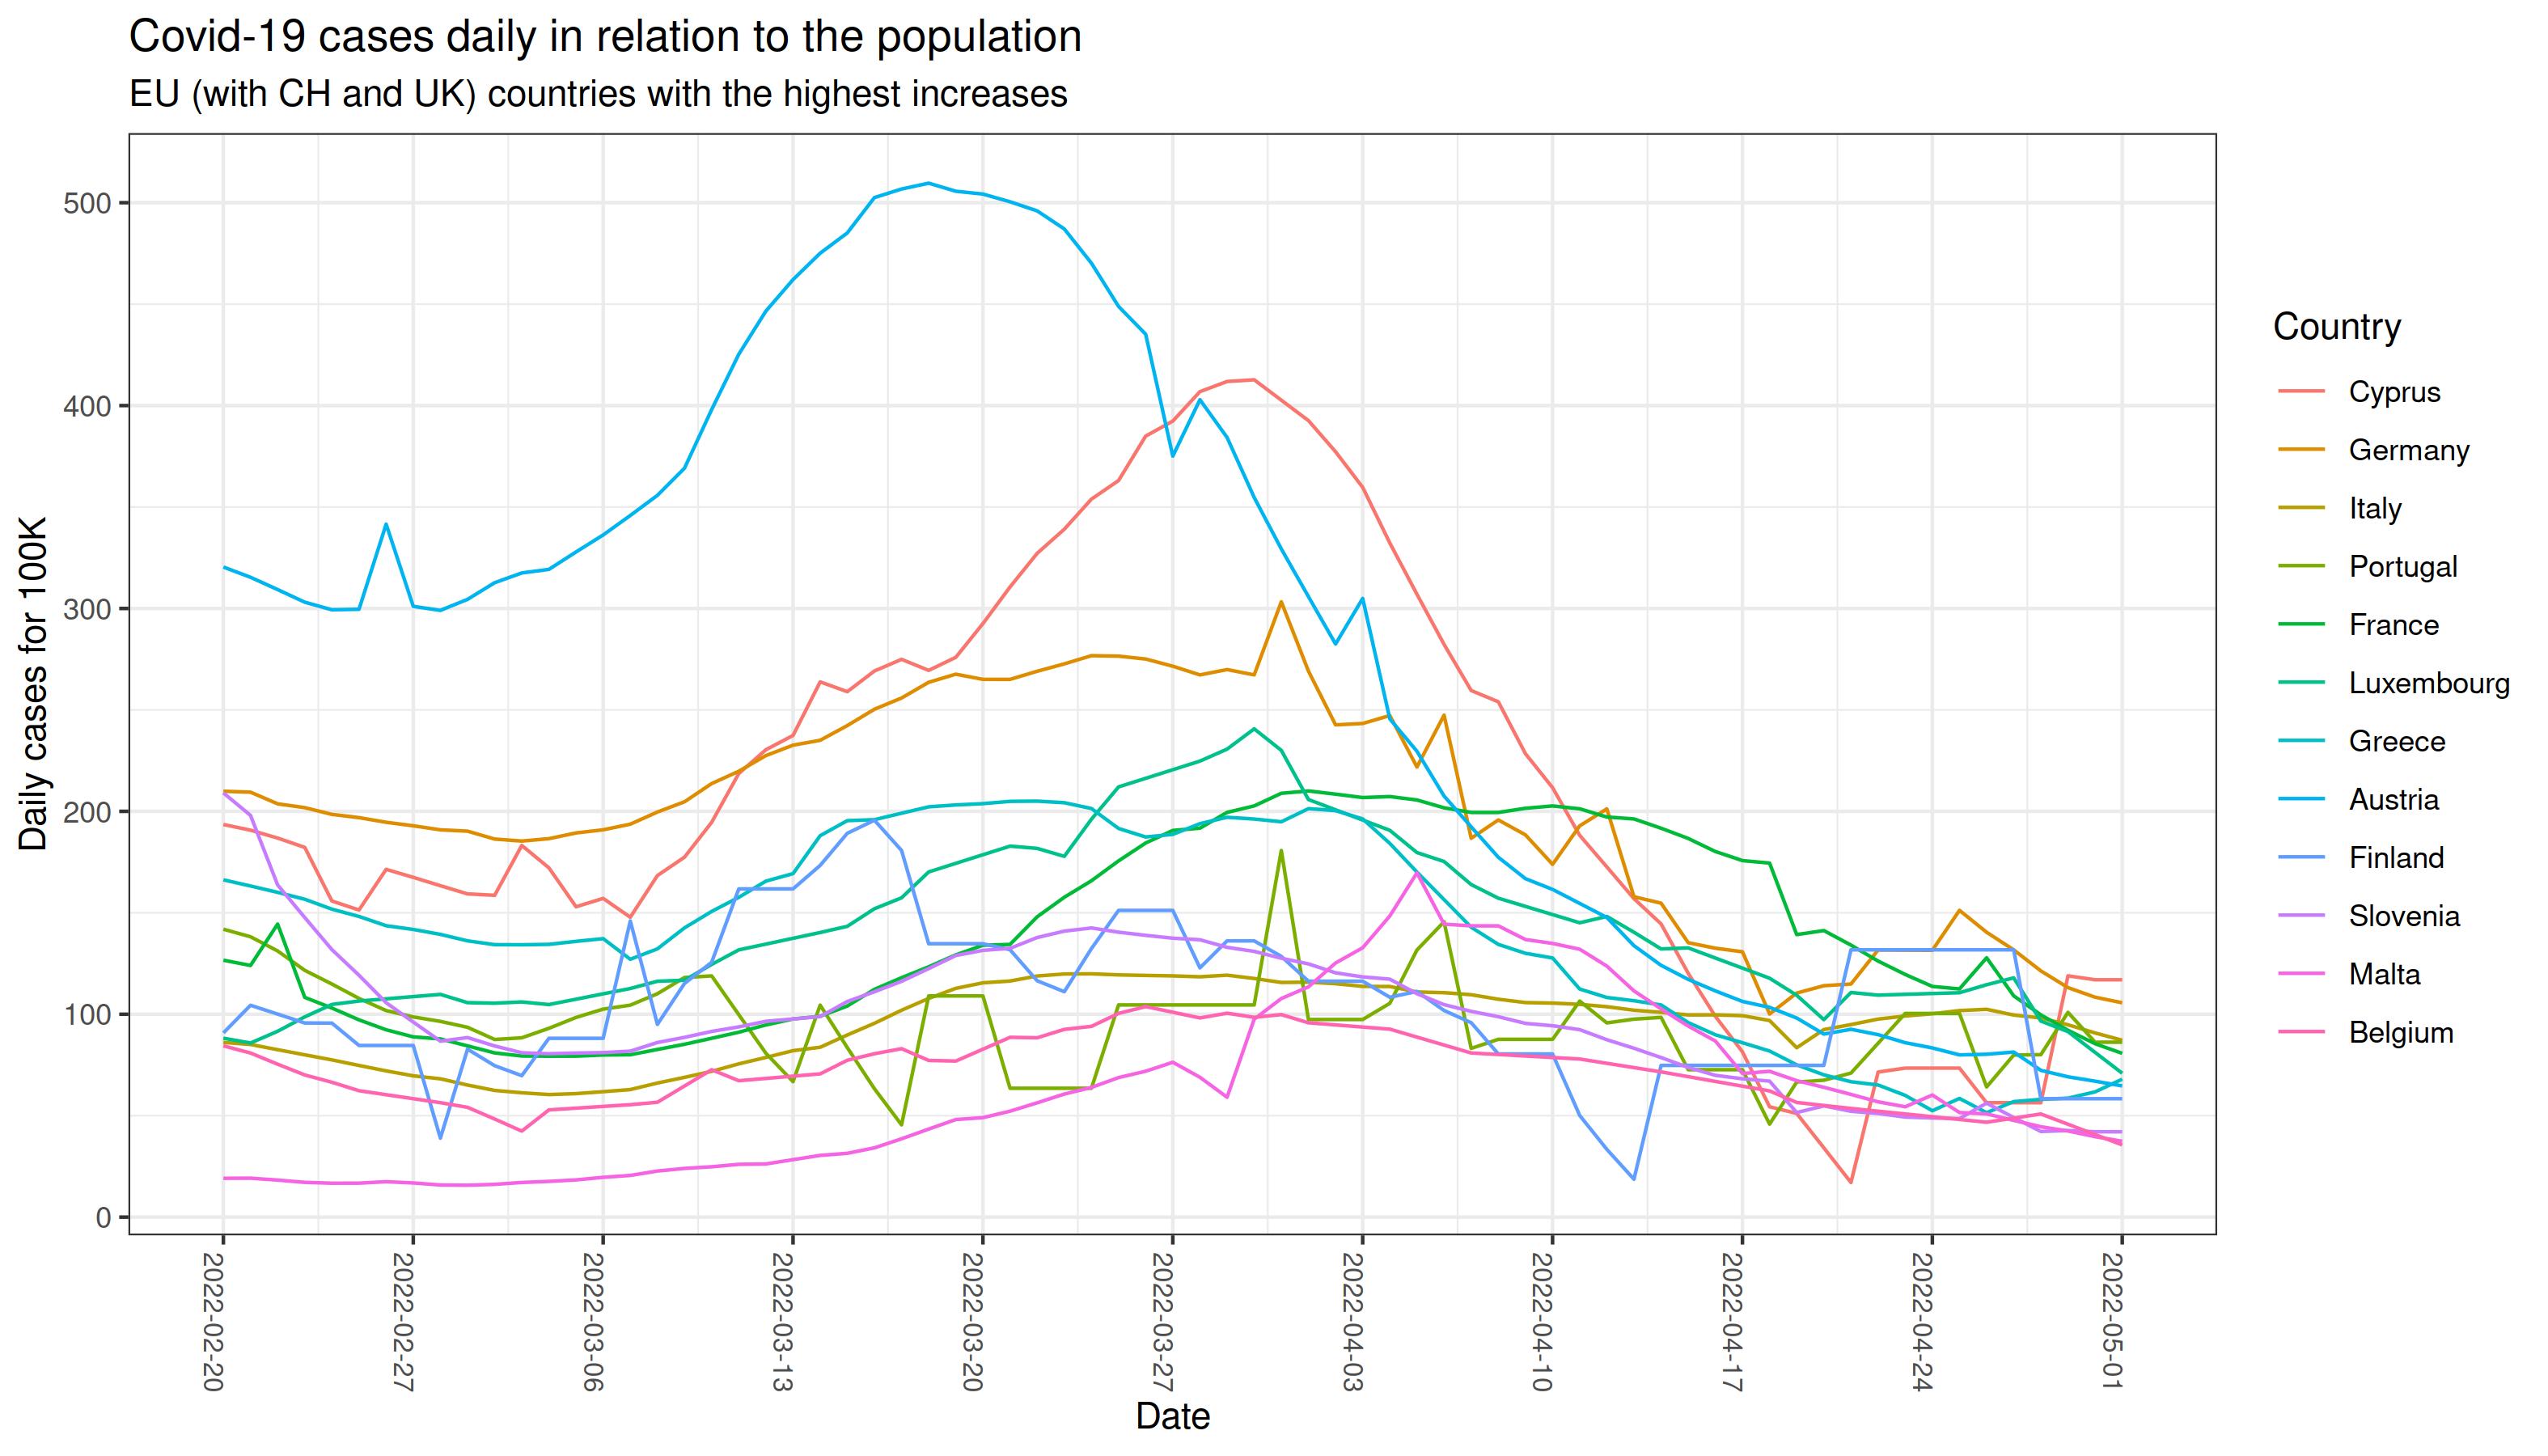 Covid-19 cases daily in relation to the population
EU (with CH and UK) countries with the highest increases
Daily cases for 100K
500
400
300
200
100
0
2022-02-20
2022-02-27
2022-03-06
2022-03-13
2022-03-20
2022-03-27
2022-04-03
2022-04-10
2022-04-17
2022-04-24
2022-05-01
Date
Country
Cyprus
Germany
Italy
Portugal
France
Luxembourg
Greece
Austria
Finland
Slovenia
Malta
Belgium